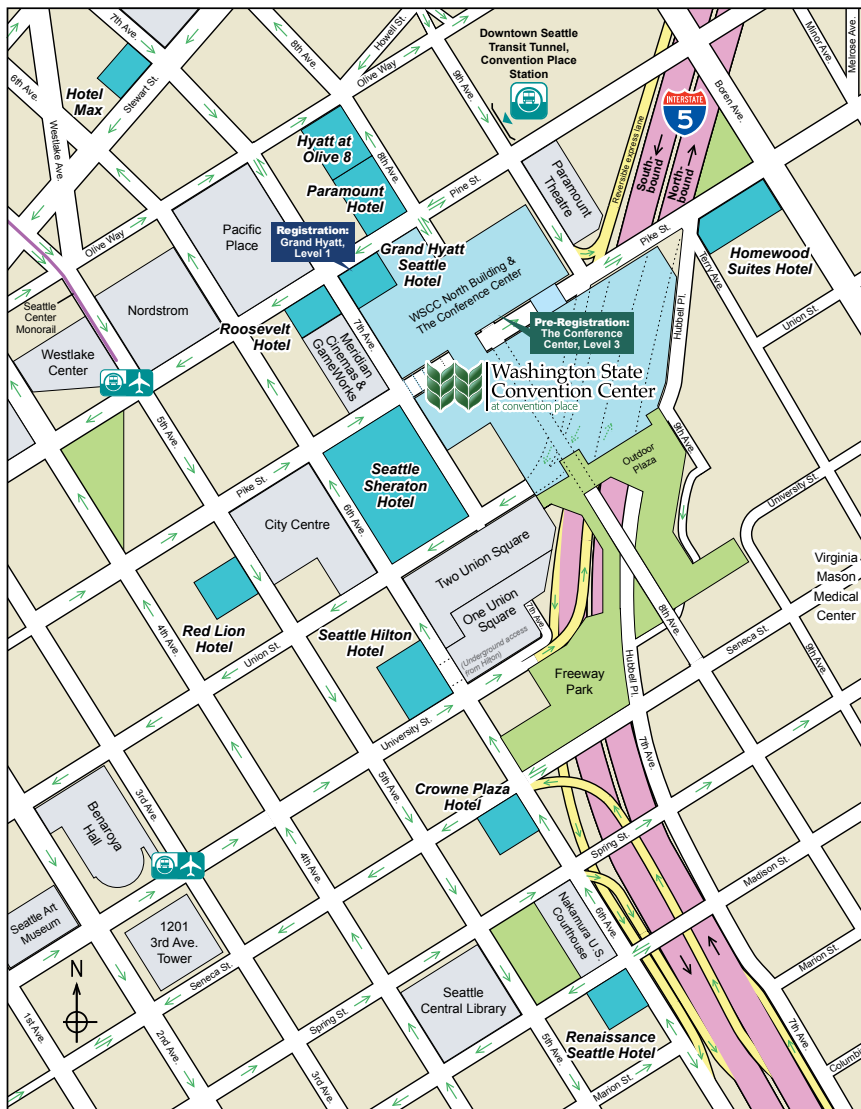 7th Ave.
8th Ave.
Howell St.
Olive Way
9th Ave.
Downtown Seattle
Transit Tunnel,
Convention Place
Station
Minor Ave.
Melrose Ave.
6th Ave.
Hotel
Max
Stewart St.
Westlake Ave.
INTERSTATE
5
Boren Ave.
Reversible express lane
South-
bound
North-
bound
Hyatt at
Olive 8
8th Ave.
Paramount
Hotel
Pine St.
Paramount
Theatre
Pacific
Place
Registration:
Grand Hyatt,
Level 1
Olive Way
Grand Hyatt
Seattle
Hotel
WSCC North Building &
The Conference Center
Pike St.
Homewood
Suites Hotel
Terry Ave.
Hubbell Pl.
Union St.
Seattle
Center
Monorail
Nordstrom
Roosevelt
Hotel
7th Ave.
Meridian
Cinemas &
GameWorks
Pre-Registration:
The Conference
Center, Level 3
Westlake
Center
Washington State
Convention Center
at convention place
5th Ave.
9th Ave.
Outdoor
Plaza
Pike St.
Seattle
Sheraton
Hotel
6th Ave.
City Centre
University St.
Two Union Square
One Union
Square
7th Ave.
(Underground access
from Hilton)
Virginia
Mason
Medical
Center
Red Lion
Hotel
4th Ave.
Union St.
Seattle Hilton
Hotel
8th Ave.
Seneca St.
9th Ave.
Hubbell Pl.
Freeway
Park
University St.
7th Ave.
5th Ave.
Crowne Plaza
Hotel
3rd Ave.
Benaroya
Hall
4th Ave.
Spring St.
Madison St.
Seattle Art
Museum
1201
3rd Ave.
Tower
Nakamura U.S.
Courthouse
6th Ave.
Seneca St.
Marion St.
N
Seattle
Central Library
Spring St.
1st Ave.
2nd Ave.
3rd Ave.
5th Ave.
Renaissance
Seattle Hotel
7th Ave.
Marion St.
Columbia